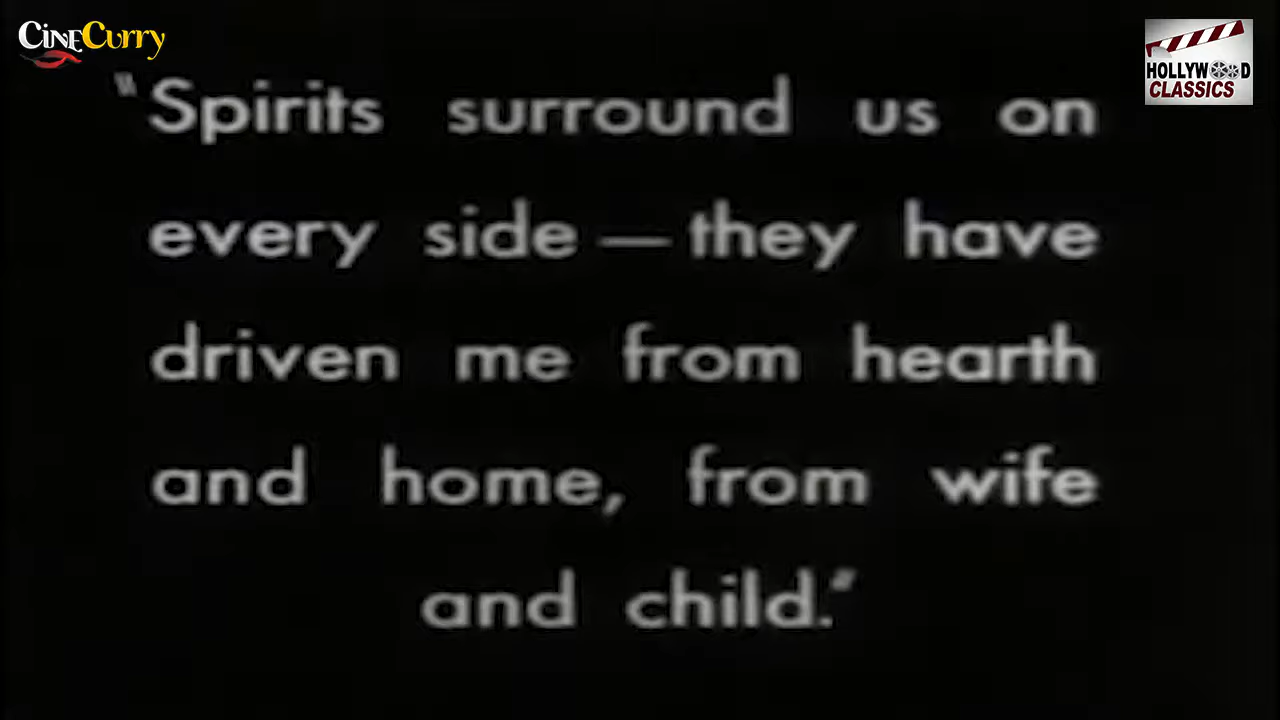 CINECURRY
HOLLYWOOD
CLASSICS
"Spirits surround us on
every side — they have
driven me from hearth
and home, from wife
and child."